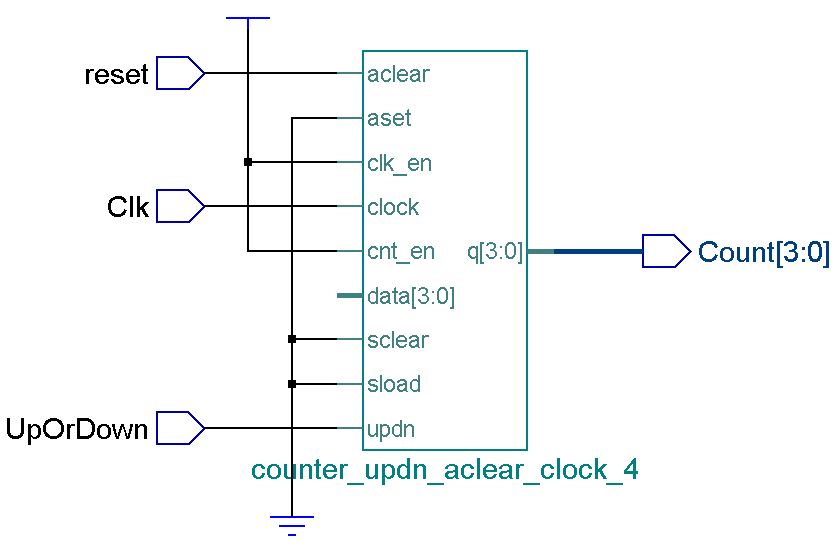 reset
aclear
aset
clk_en
Clk
clock
cnt_en
q[3:0]
Count[3:0]
data[3:0]
sclear
sload
UpOrDown
updn
counter_updn_aclear_clock_4